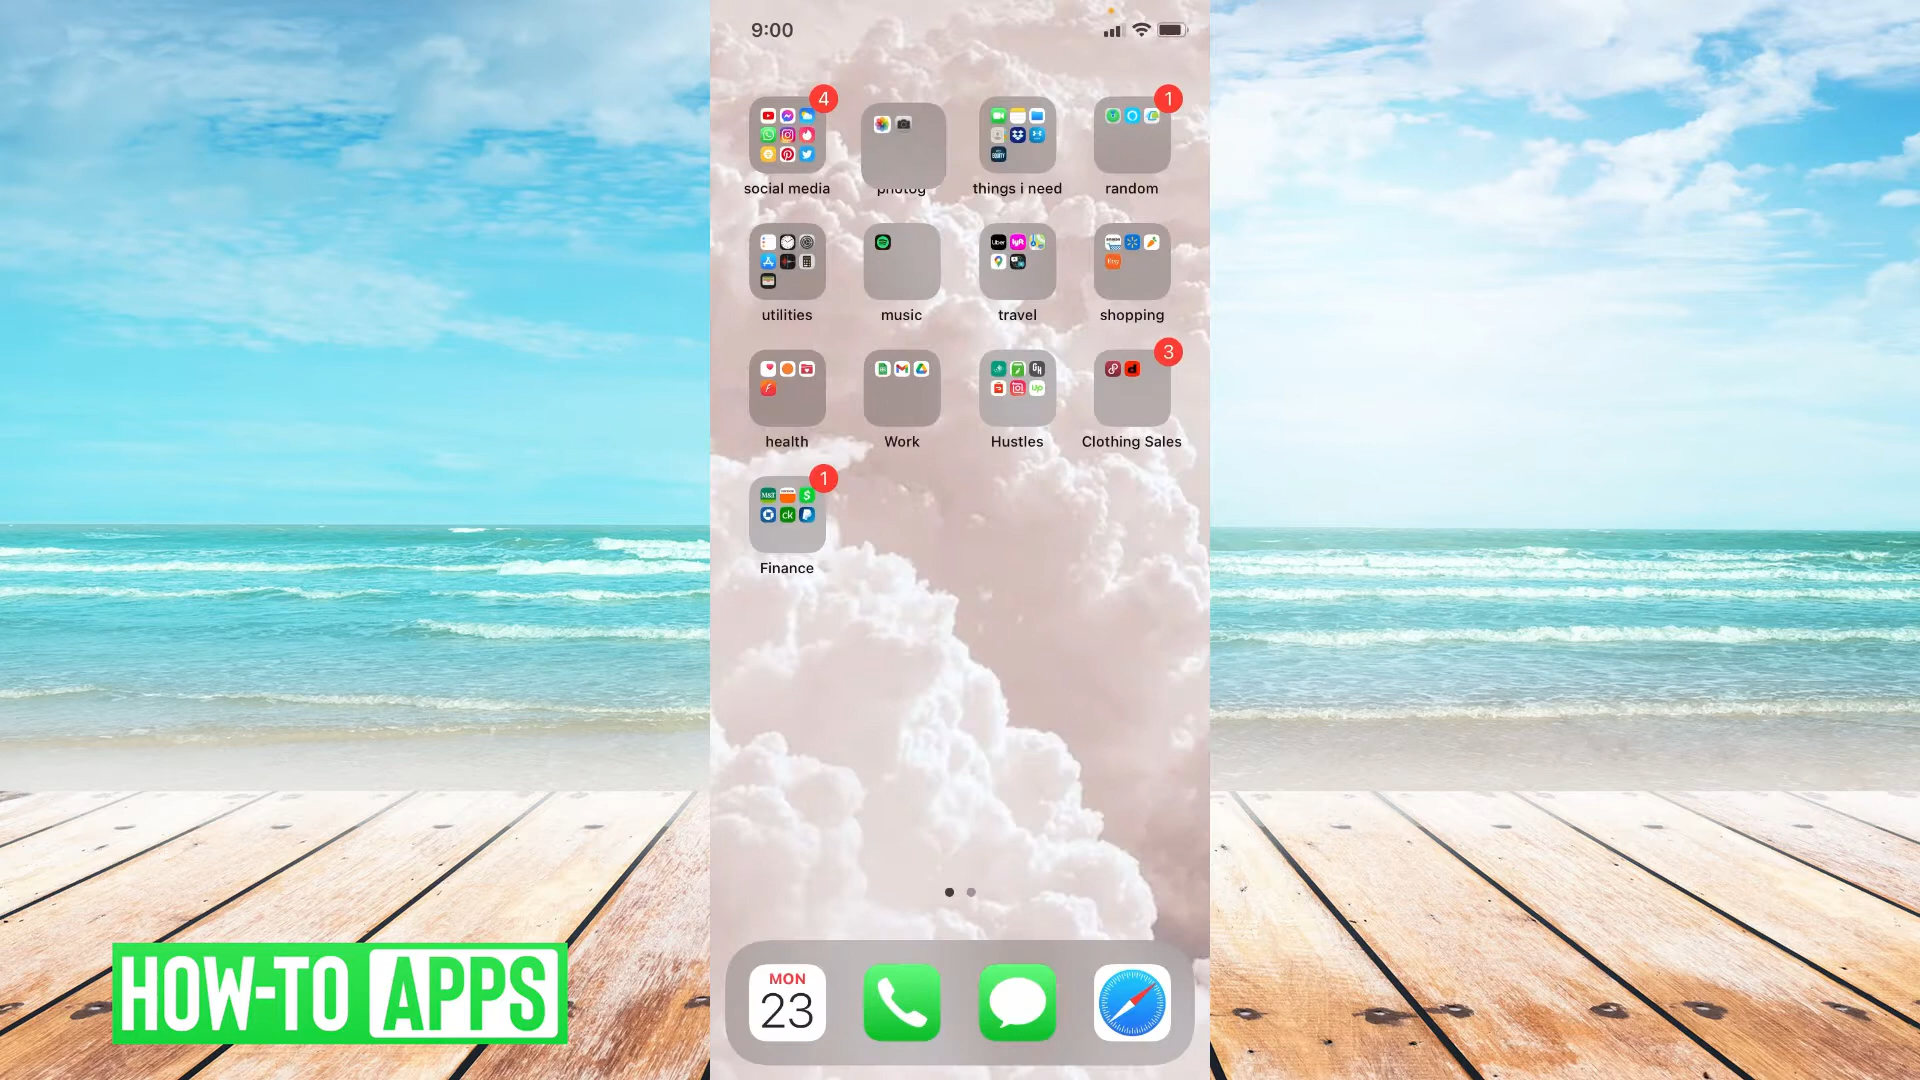 9:00
4
1
social media
photog
things i need
random
utilities
music
travel
shopping
3
health
Work
Hustles
Clothing Sales
1
Finance
MON
23
HOW-TO APPS